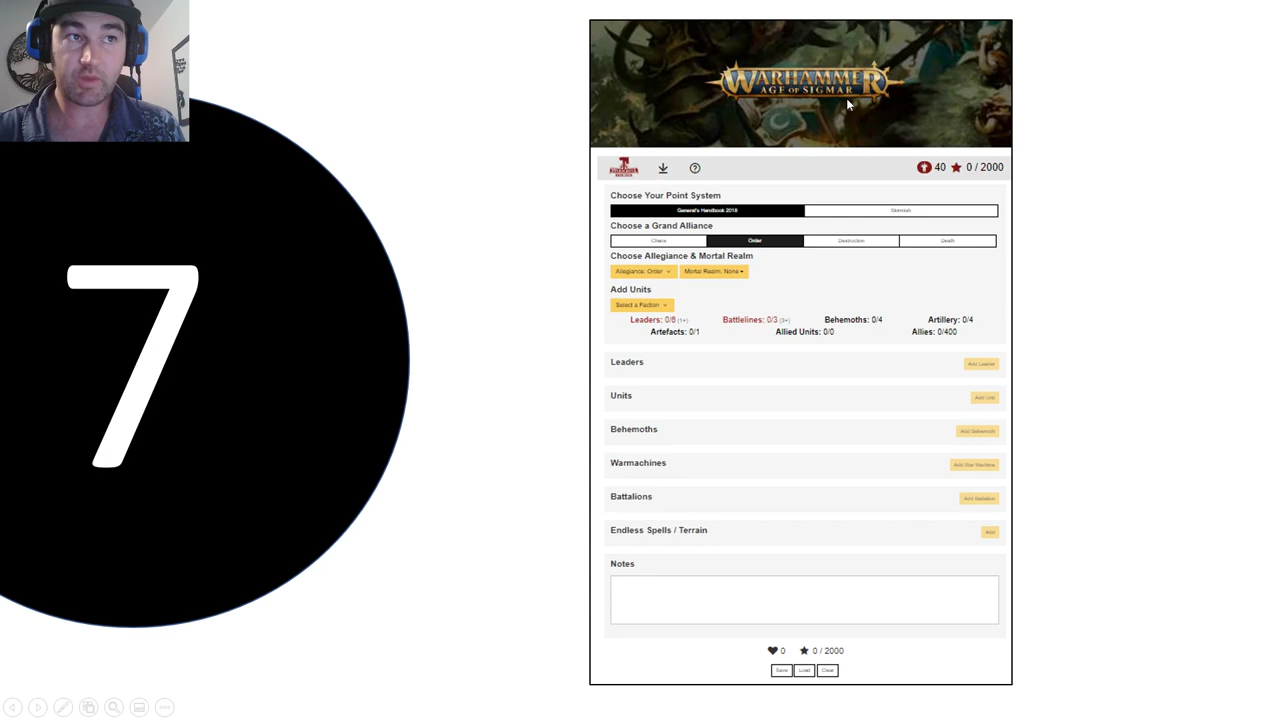 7
WARHAMMER
AGE OF SIGMAR
40 0 / 2000
Choose Your Point System
General's Handbook 2018 Skirmish
Choose a Grand Alliance
Chaos Order Destruction Death
Choose Allegiance & Mortal Realm
Allegiance: Order Mortal Realm: None
Add Units
Select a Faction
Leaders: 0/6 (1+) Battlelines: 0/3 (3+) Behemoths: 0/4 Artillery: 0/4
Artefacts: 0/1 Allied Units: 0/0 Allies: 0/400
Leaders Add Leader
Units Add Unit
Behemoths Add Behemoth
Warmachines Add War Machine
Battalions Add Battalion
Endless Spells / Terrain Add
Notes
0 0 / 2000
Save Load Clear